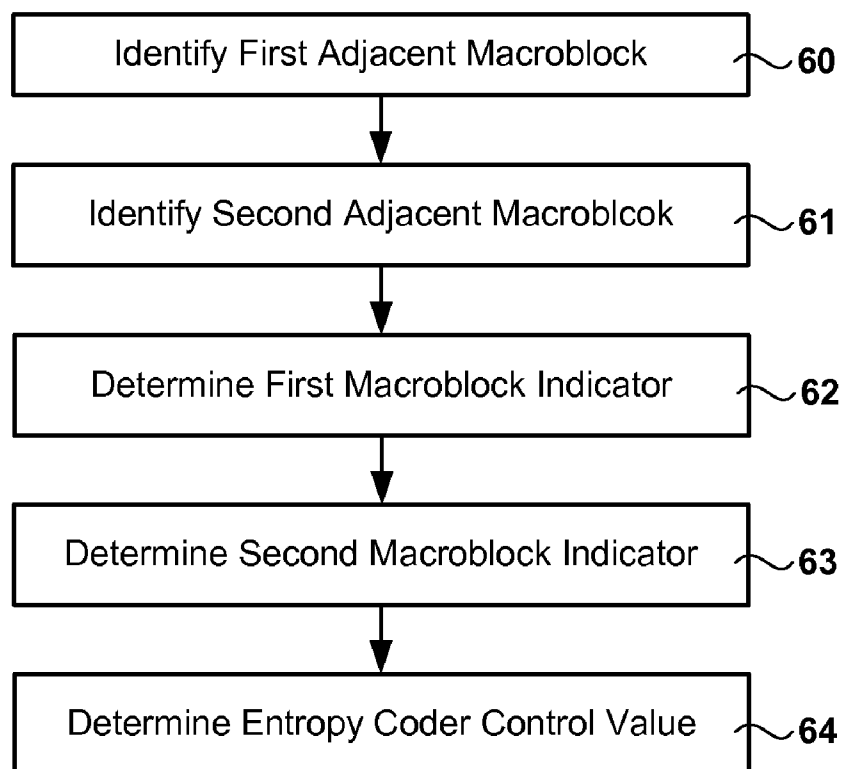 Identify First Adjacent Macroblock 60
Identify Second Adjacent Macroblcok 61
Determine First Macroblock Indicator 62
Determine Second Macroblock Indicator 63
Determine Entropy Coder Control Value 64